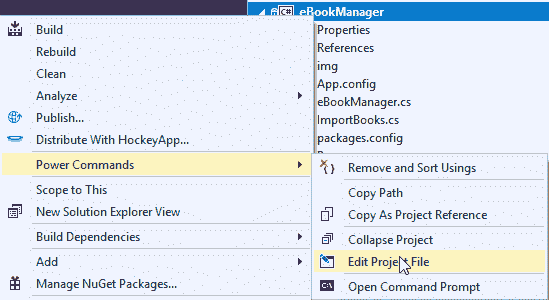 C# eBookManager
Build
Rebuild
Clean
Analyze
Publish...
Distribute With HockeyApp...
Power Commands
Scope to This
New Solution Explorer View
Build Dependencies
Add
Manage NuGet Packages...
Properties
References
img
App.config
eBookManager.cs
ImportBooks.cs
packages.config
Remove and Sort Usings
Copy Path
Copy As Project Reference
Collapse Project
Edit Project File
C:\ Open Command Prompt